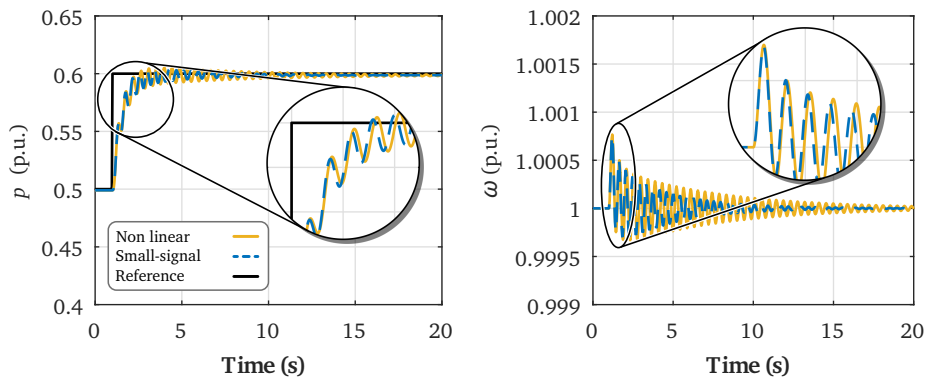 0.65
0.6
0.55
0.5
0.45
0.4
p (p.u.)
Non linear
Small-signal
Reference
0 5 10 15 20
Time (s)
1.002
1.0015
1.001
1.0005
1
0.9995
0.999
ω (p.u.)
0 5 10 15 20
Time (s)